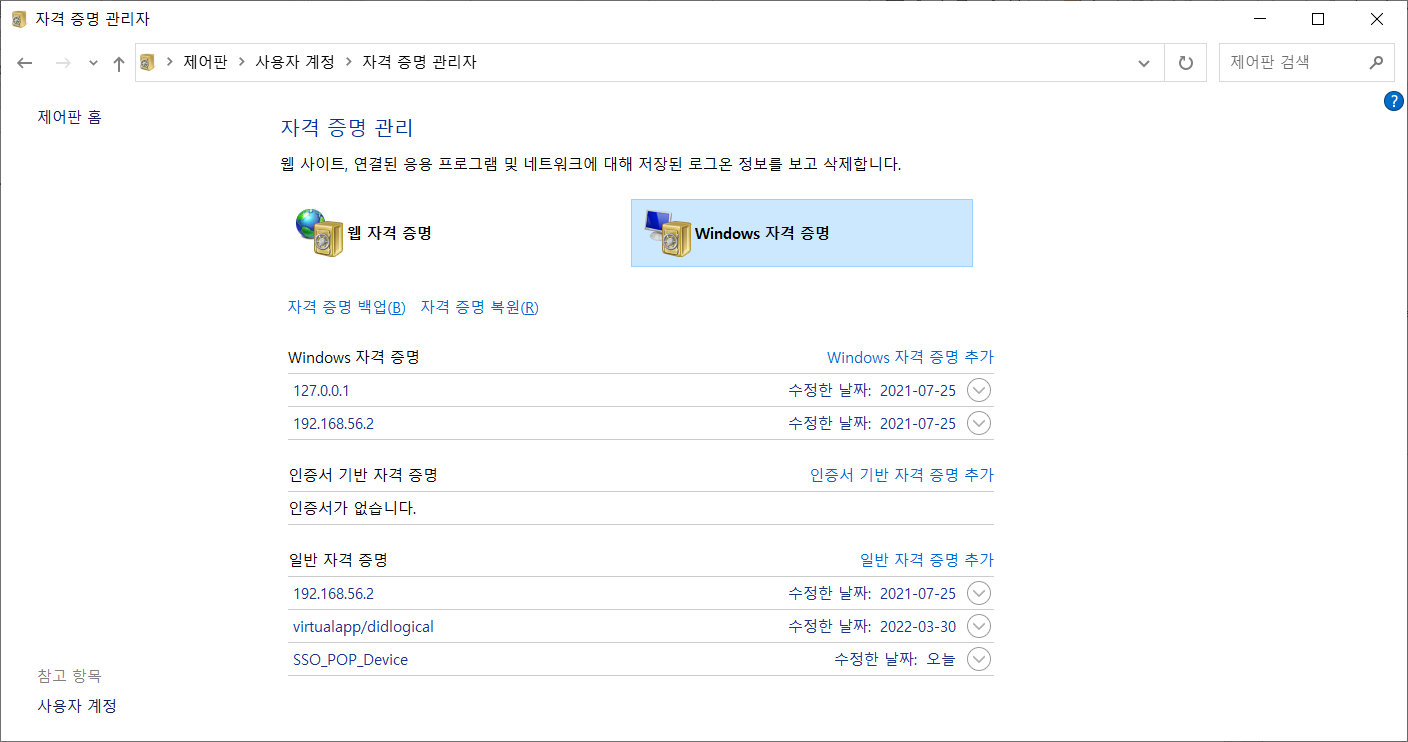 자격 증명 관리자
제어판 > 사용자 계정 > 자격 증명 관리자
제어판 검색
?
제어판 홈
자격 증명 관리
웹 사이트, 연결된 응용 프로그램 및 네트워크에 대해 저장된 로그온 정보를 보고 삭제합니다.
웹 자격 증명
Windows 자격 증명
자격 증명 백업(B) 자격 증명 복원(R)
Windows 자격 증명 Windows 자격 증명 추가
127.0.0.1 수정한 날짜: 2021-07-25
192.168.56.2 수정한 날짜: 2021-07-25
인증서 기반 자격 증명 인증서 기반 자격 증명 추가
인증서가 없습니다.
일반 자격 증명 일반 자격 증명 추가
192.168.56.2 수정한 날짜: 2021-07-25
virtualapp/didlogical 수정한 날짜: 2022-03-30
SSO_POP_Device 수정한 날짜: 오늘
참고 항목
사용자 계정